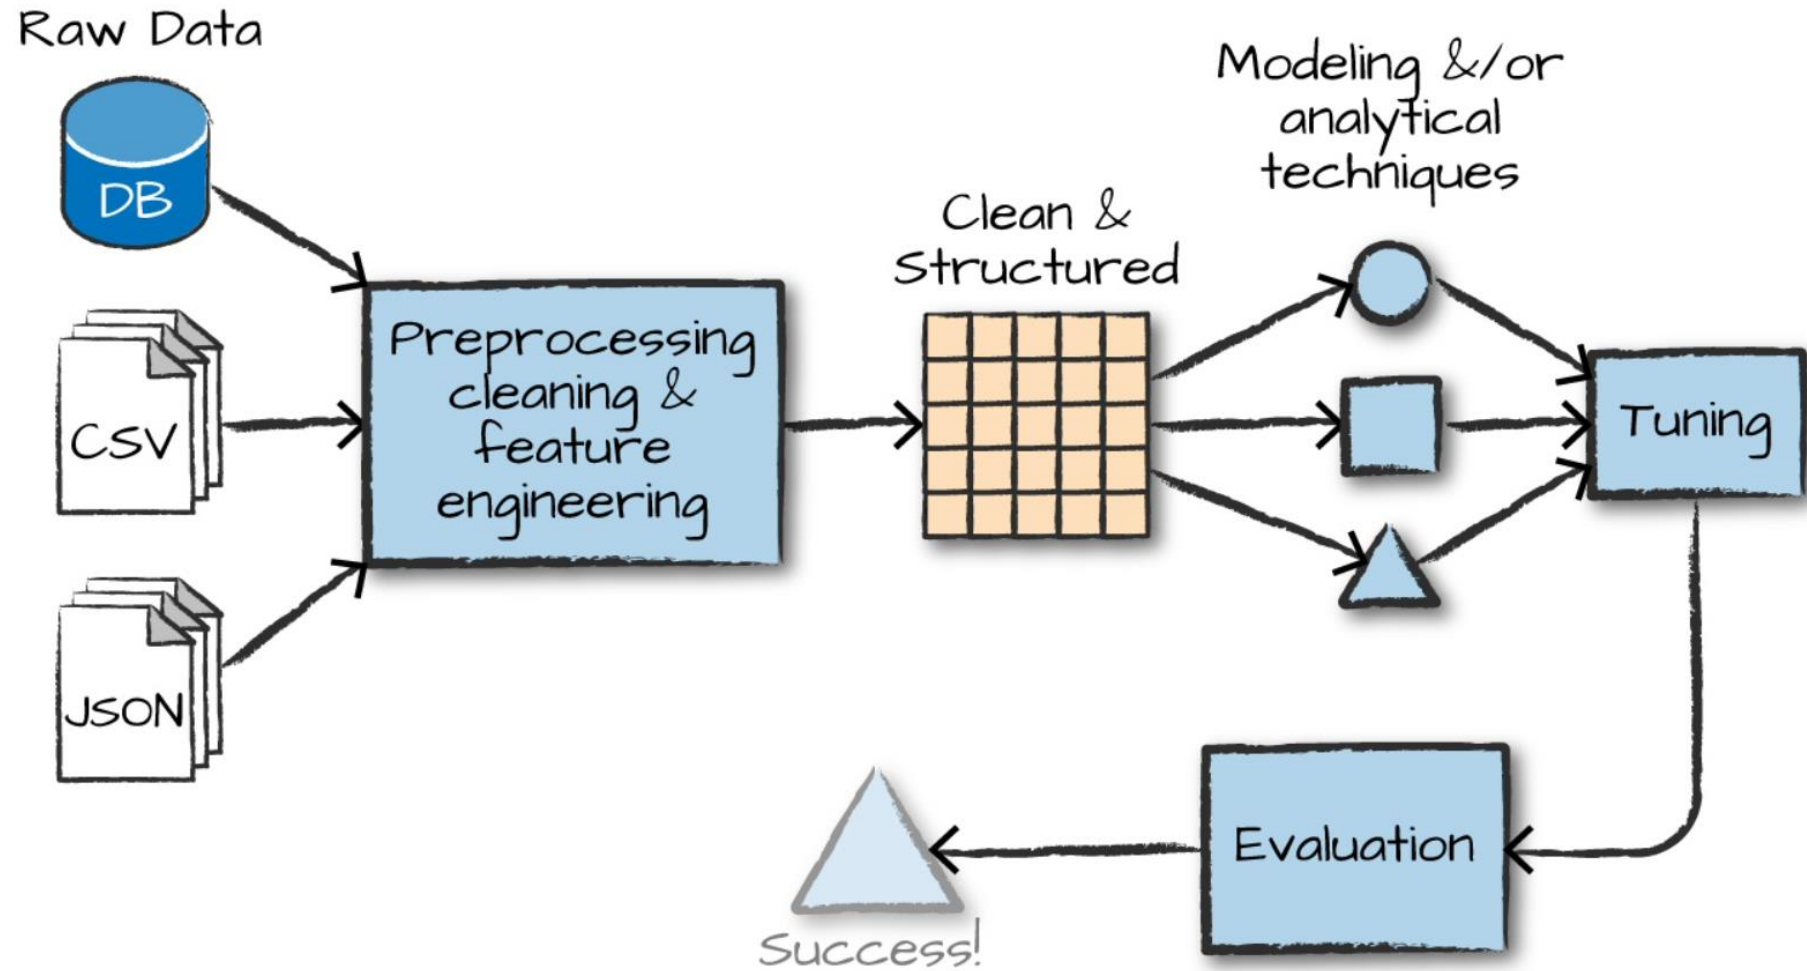 Raw Data
DB
CSV
JSON
Preprocessing
cleaning &
feature
engineering
Clean &
Structured
Modeling &/or
analytical
techniques
Tuning
Evaluation
Success!